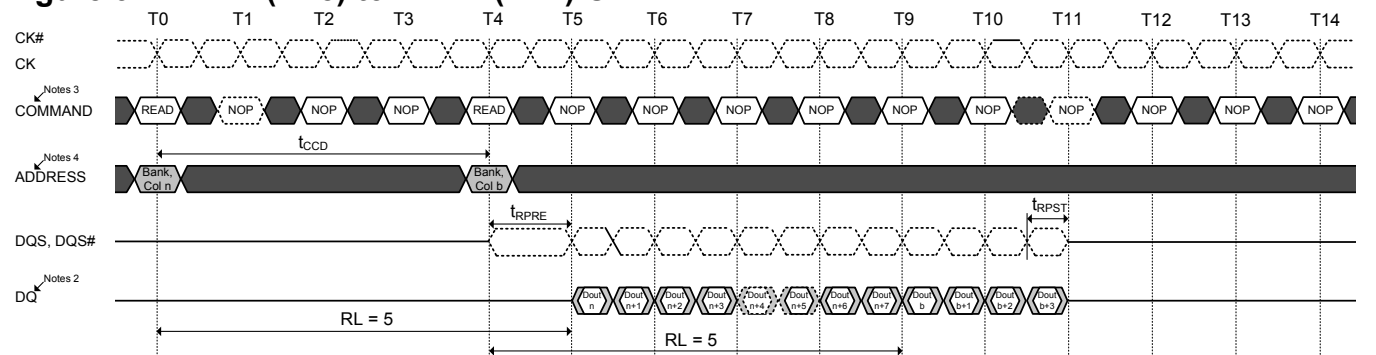 T0 T1 T2 T3 T4 T5 T6 T7 T8 T9 T10 T11 T12 T13 T14
CK#
CK
Notes 3
COMMAND READ NOP NOP NOP READ NOP NOP NOP NOP NOP NOP NOP NOP NOP NOP
tCCD
Notes 4
ADDRESS
Bank, Col n
Bank, Col b
tRPRE
tRPST
DQS, DQS#
Notes 2
DQ
Dout n
Dout n+1
Dout n+2
Dout n+3
Dout n+4
Dout n+5
Dout n+6
Dout n+7
Dout b
Dout b+1
Dout b+2
Dout b+3
RL = 5
RL = 5